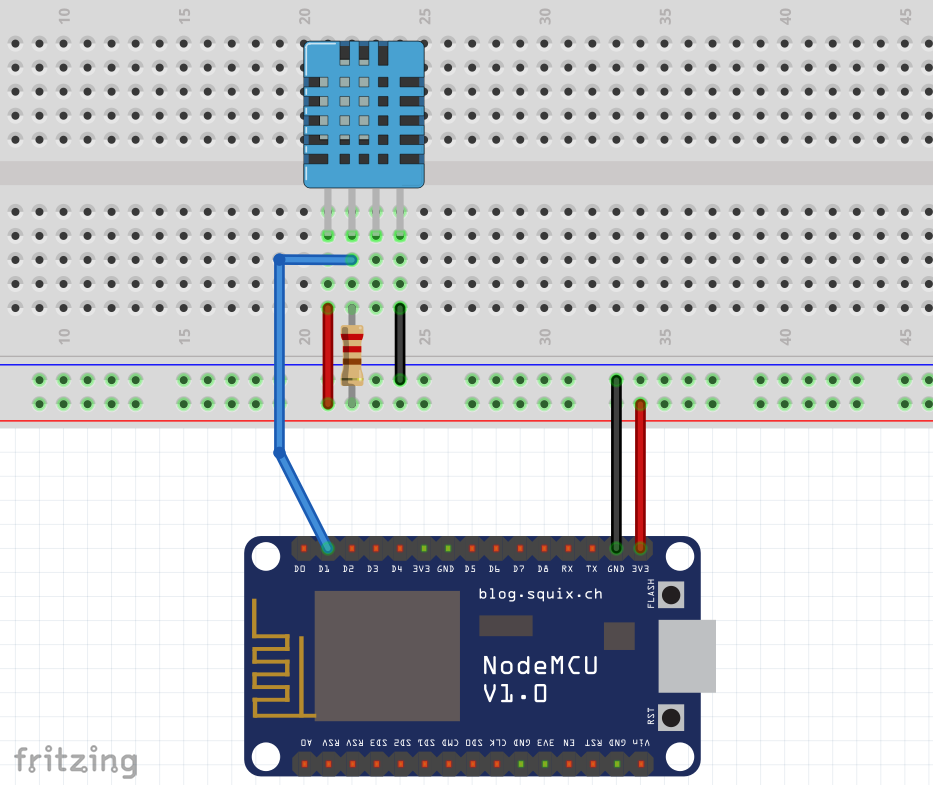 10 15 20 25 30 35 40 45
10 15 20 25 30 35 40 45
D0 D1 D2 D3 D4 3V3 GND D5 D6 D7 D8 RX TX GND 3V3
blog.squix.ch
FLASH
NodeMCU
V1.0
RST
A0 RSV RSV SD3 SD2 SD1 CMD SD0 CLK GND 3V3 EN RST GND Vin
fritzing